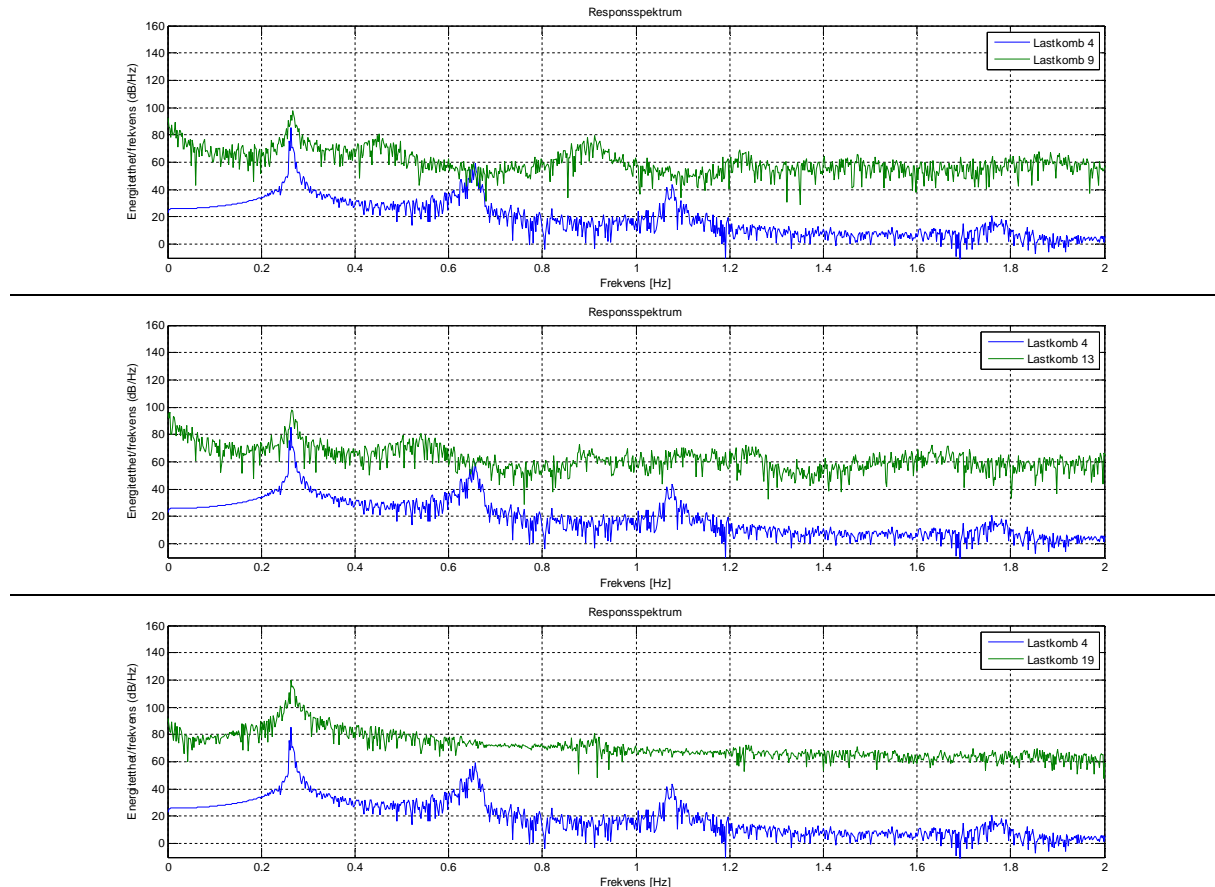 Responsspektrum
160
140
120
100
80
60
40
20
0
Energitetthet/frekvens (dB/Hz)
Lastkomb 4
Lastkomb 9
0 0.2 0.4 0.6 0.8 1 1.2 1.4 1.6 1.8 2
Frekvens [Hz]
Responsspektrum
160
140
120
100
80
60
40
20
0
Energitetthet/frekvens (dB/Hz)
Lastkomb 4
Lastkomb 13
0 0.2 0.4 0.6 0.8 1 1.2 1.4 1.6 1.8 2
Frekvens [Hz]
Responsspektrum
160
140
120
100
80
60
40
20
0
Energitetthet/frekvens (dB/Hz)
Lastkomb 4
Lastkomb 19
0 0.2 0.4 0.6 0.8 1 1.2 1.4 1.6 1.8 2
Frekvens [Hz]